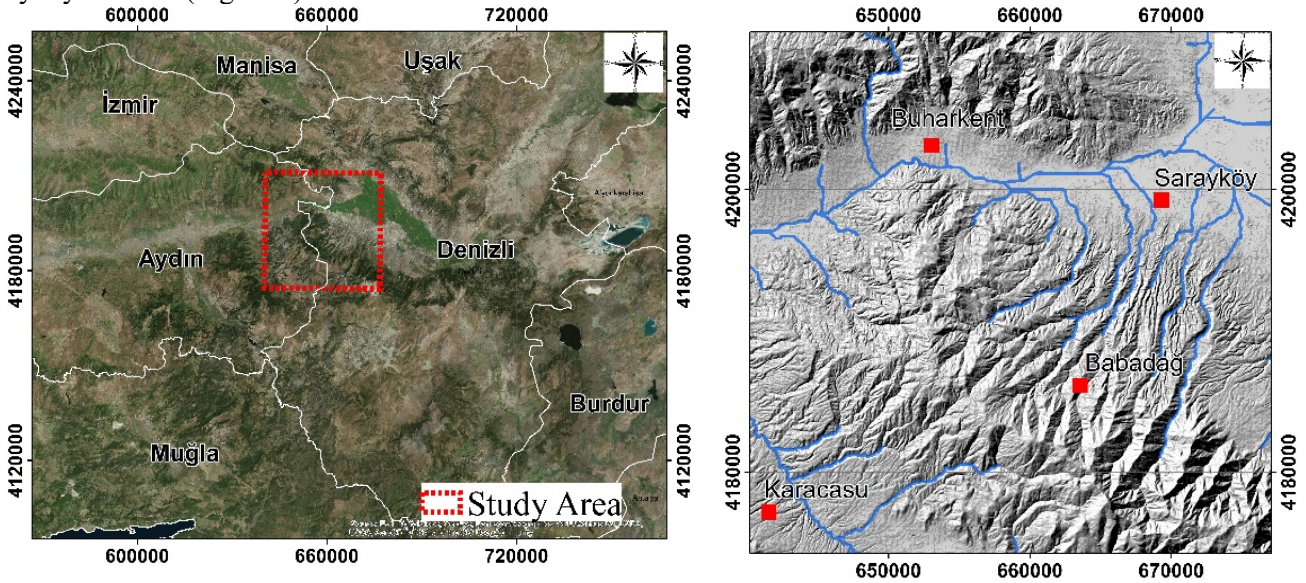 600000 660000 720000
650000 660000 670000
Manisa
Uşak
İzmir
4240000
4240000
Buharkent
Sarayköy
4200000
4200000
Aydın
Denizli
4180000
4180000
Babadağ
Burdur
Muğla
4120000
4120000
Study Area
Karacasu
4180000
4180000
600000 660000 720000
650000 660000 670000